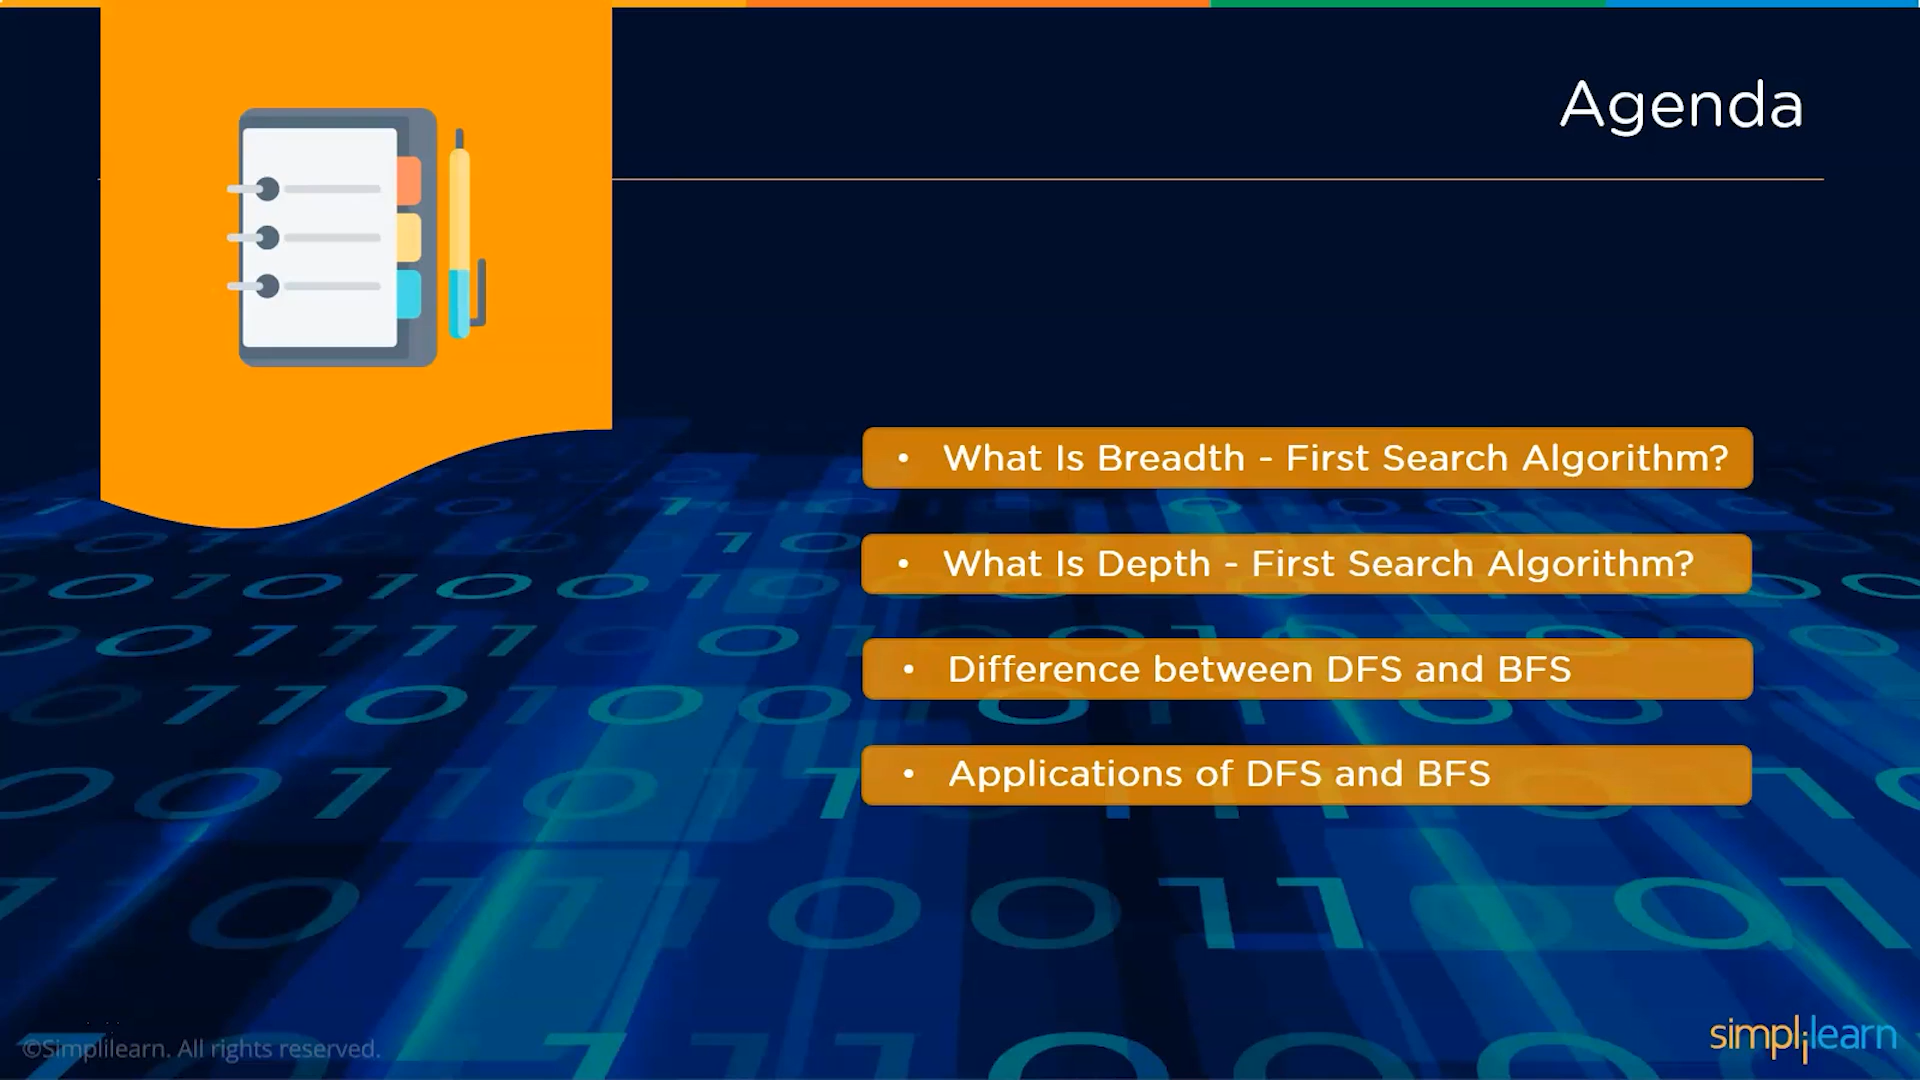 Agenda
• What Is Breadth - First Search Algorithm?
• What Is Depth - First Search Algorithm?
• Difference between DFS and BFS
• Applications of DFS and BFS
©Simplilearn. All rights reserved.
simplilearn